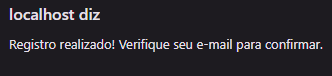 localhost diz
Registro realizado! Verifique seu e-mail para confirmar.